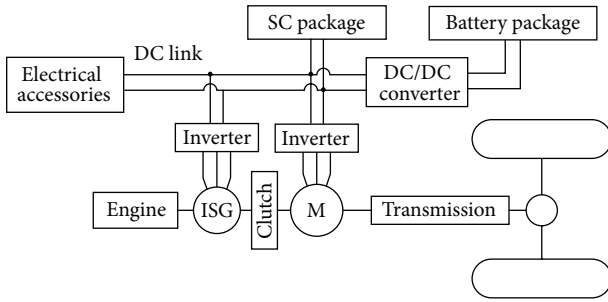 SC package
Battery package
DC link
Electrical
accessories
DC/DC
converter
Inverter
Inverter
Engine
ISG
Clutch
M
Transmission